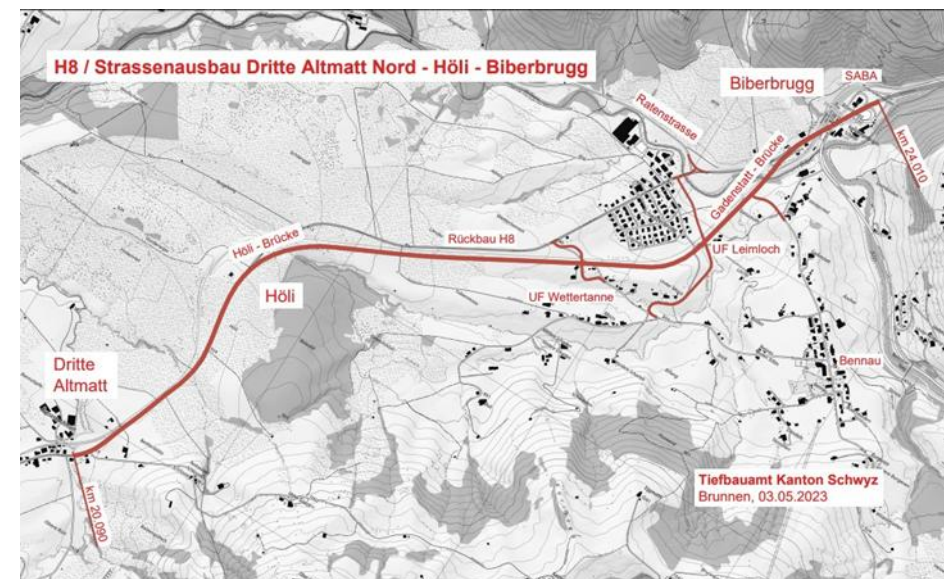 H8 / Strassenausbau Dritte Altmatt Nord - Höli - Biberbrugg
Biberbrugg
SABA
Ratenstrasse
km 24.010
Gadenstatt - Brücke
Höli - Brücke
Rückbau H8
UF Leimloch
Höli
UF Wettertanne
Dritte
Altmatt
Bennau
km 20.090
Tiefbauamt Kanton Schwyz
Brunnen, 03.05.2023